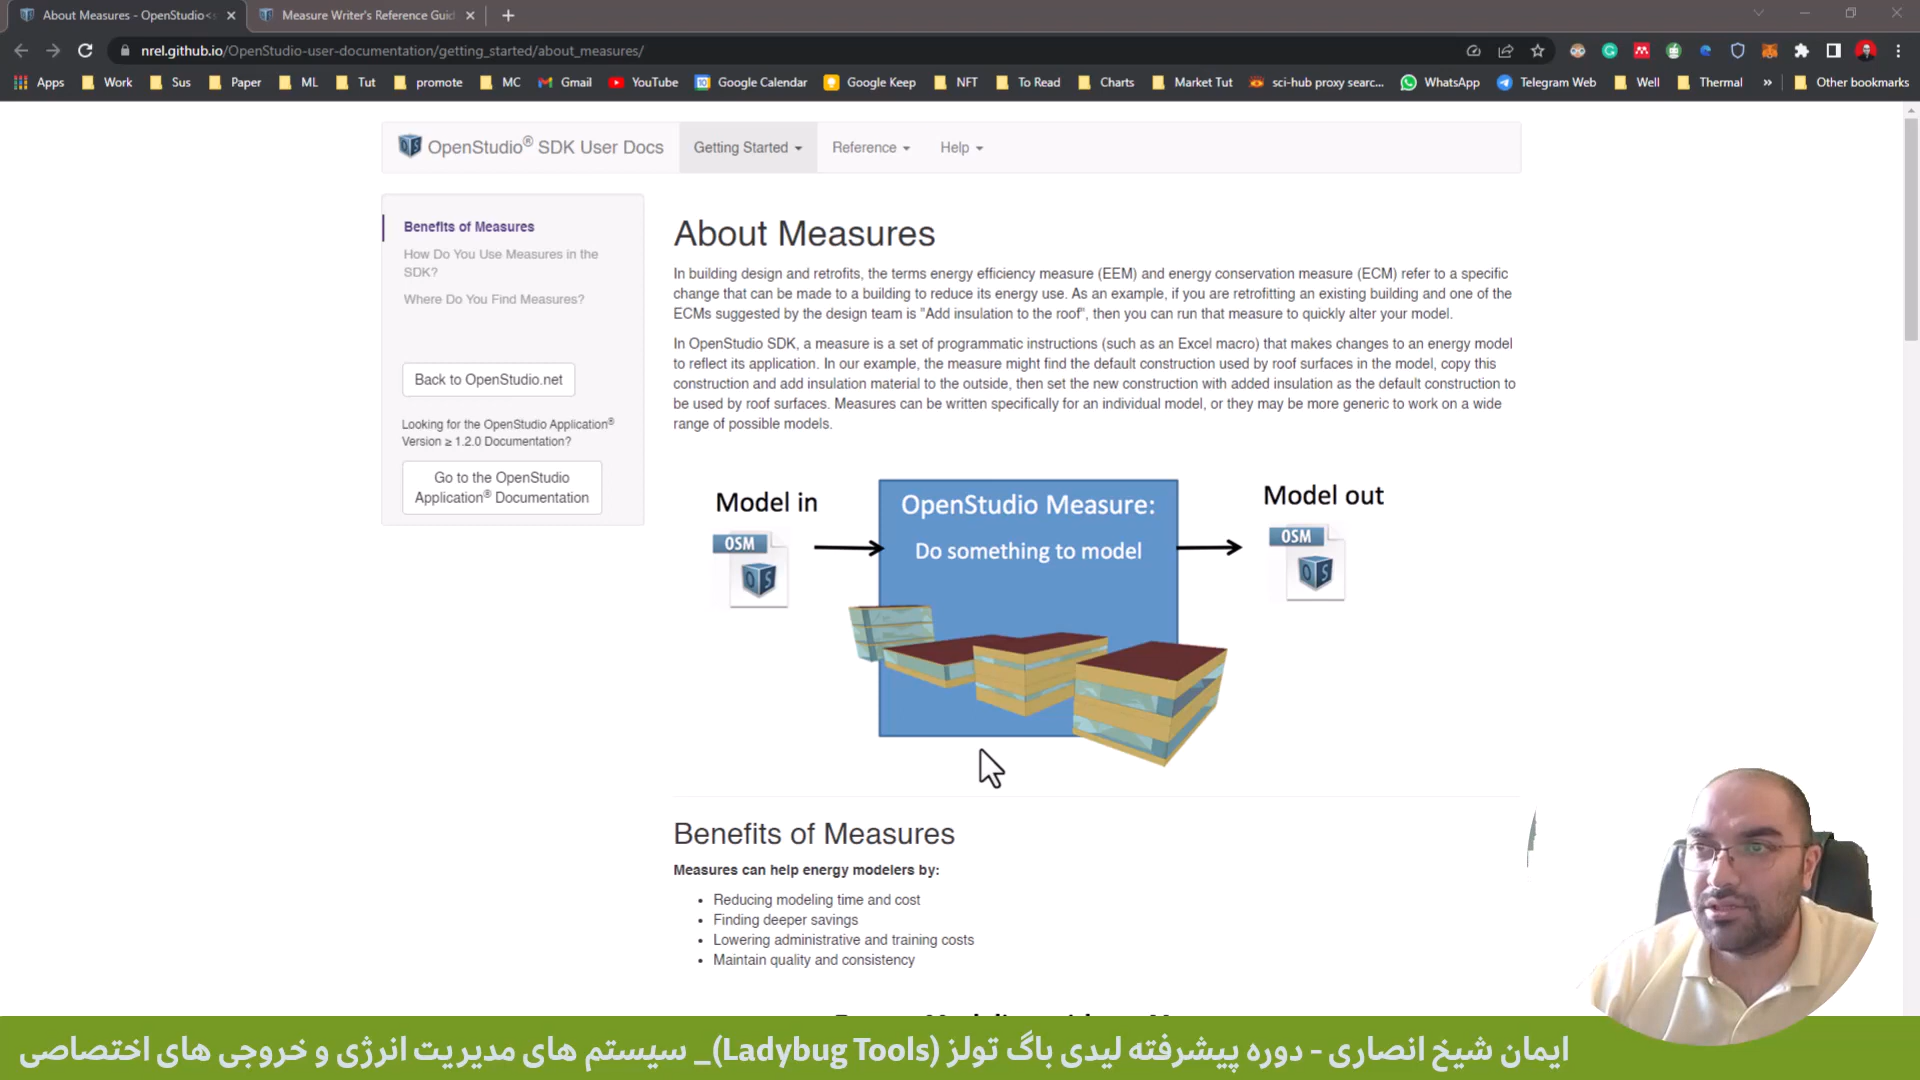 About Measures - OpenStudio
Measure Writer's Reference Guid
nrel.github.io/OpenStudio-user-documentation/getting_started/about_measures/
Apps Work Sus Paper ML Tut promote MC Gmail YouTube Google Calendar Google Keep NFT To Read Charts Market Tut sci-hub proxy searc... WhatsApp Telegram Web Well Thermal » Other bookmarks
OpenStudio® SDK User Docs Getting Started Reference Help
Benefits of Measures
How Do You Use Measures in the
SDK?
Where Do You Find Measures?
Back to OpenStudio.net
Looking for the OpenStudio Application®
Version ≥ 1.2.0 Documentation?
Go to the OpenStudio
Application® Documentation
About Measures
In building design and retrofits, the terms energy efficiency measure (EEM) and energy conservation measure (ECM) refer to a specific
change that can be made to a building to reduce its energy use. As an example, if you are retrofitting an existing building and one of the
ECMs suggested by the design team is "Add insulation to the roof", then you can run that measure to quickly alter your model.
In OpenStudio SDK, a measure is a set of programmatic instructions (such as an Excel macro) that makes changes to an energy model
to reflect its application. In our example, the measure might find the default construction used by roof surfaces in the model, copy this
construction and add insulation material to the outside, then set the new construction with added insulation as the default construction to
be used by roof surfaces. Measures can be written specifically for an individual model, or they may be more generic to work on a wide
range of possible models.
Model in
OSM
OS
OpenStudio Measure:
Do something to model
Model out
OSM
OS
Benefits of Measures
Measures can help energy modelers by:
• Reducing modeling time and cost
• Finding deeper savings
• Lowering administrative and training costs
• Maintain quality and consistency
ایمان شیخ انصاری - دوره پیشرفته لیدی باگ تولز (Ladybug Tools)_ سیستم های مدیریت انرژی و خروجی های اختصاصی